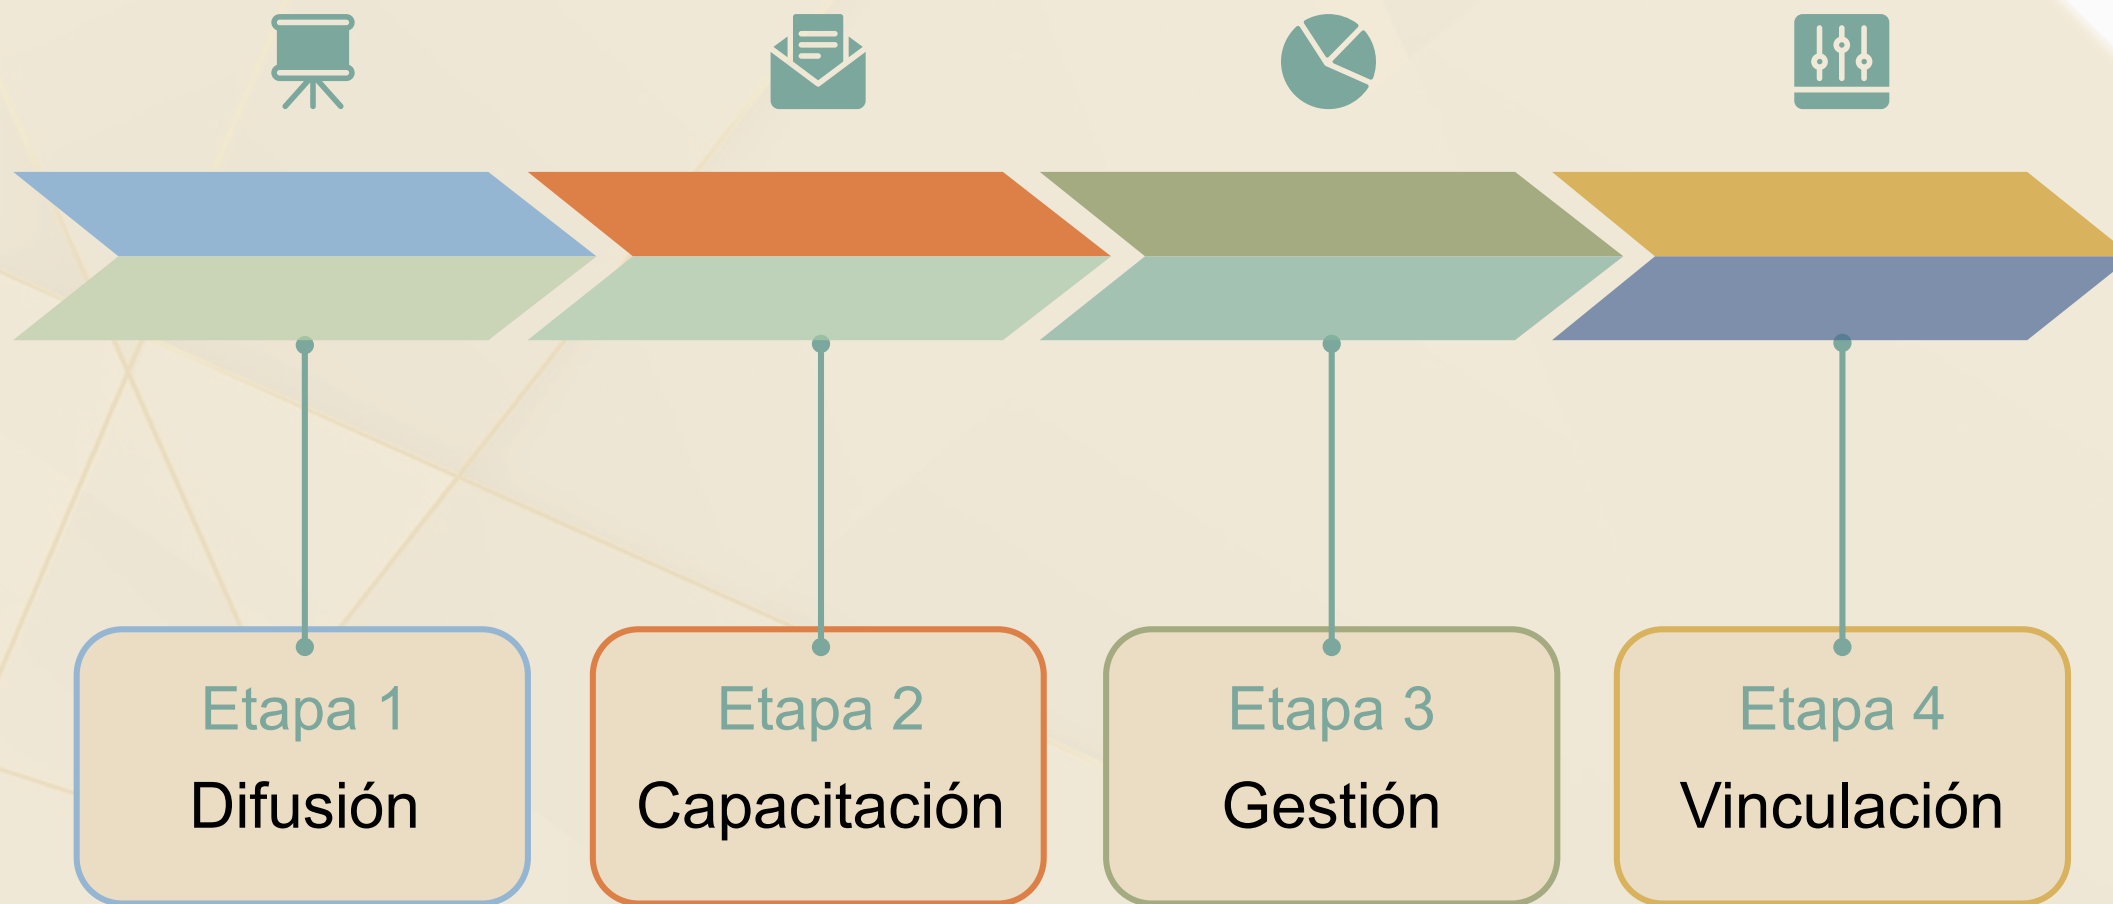 Etapa 1
Difusión
Etapa 2
Capacitación
Etapa 3
Gestión
Etapa 4
Vinculación